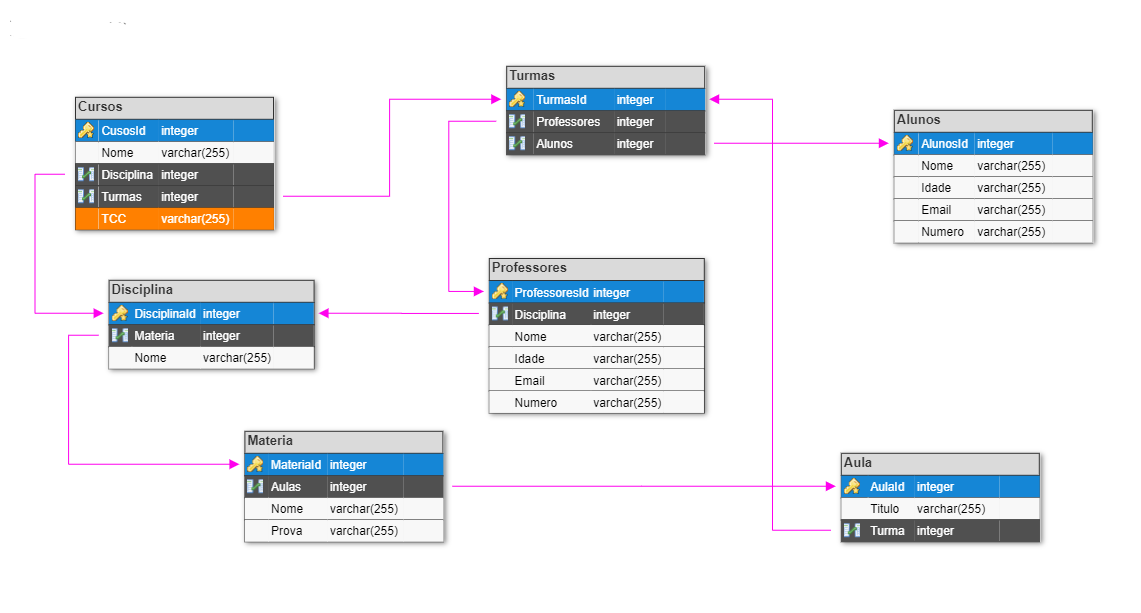 Cursos
CusosId integer
Nome varchar(255)
Disciplina integer
Turmas integer
TCC varchar(255)
Turmas
TurmasId integer
Professores integer
Alunos integer
Alunos
AlunosId integer
Nome varchar(255)
Idade varchar(255)
Email varchar(255)
Numero varchar(255)
Disciplina
DisciplinaId integer
Materia integer
Nome varchar(255)
Professores
ProfessoresId integer
Disciplina integer
Nome varchar(255)
Idade varchar(255)
Email varchar(255)
Numero varchar(255)
Materia
MateriaId integer
Aulas integer
Nome varchar(255)
Prova varchar(255)
Aula
AulaId integer
Titulo varchar(255)
Turma integer